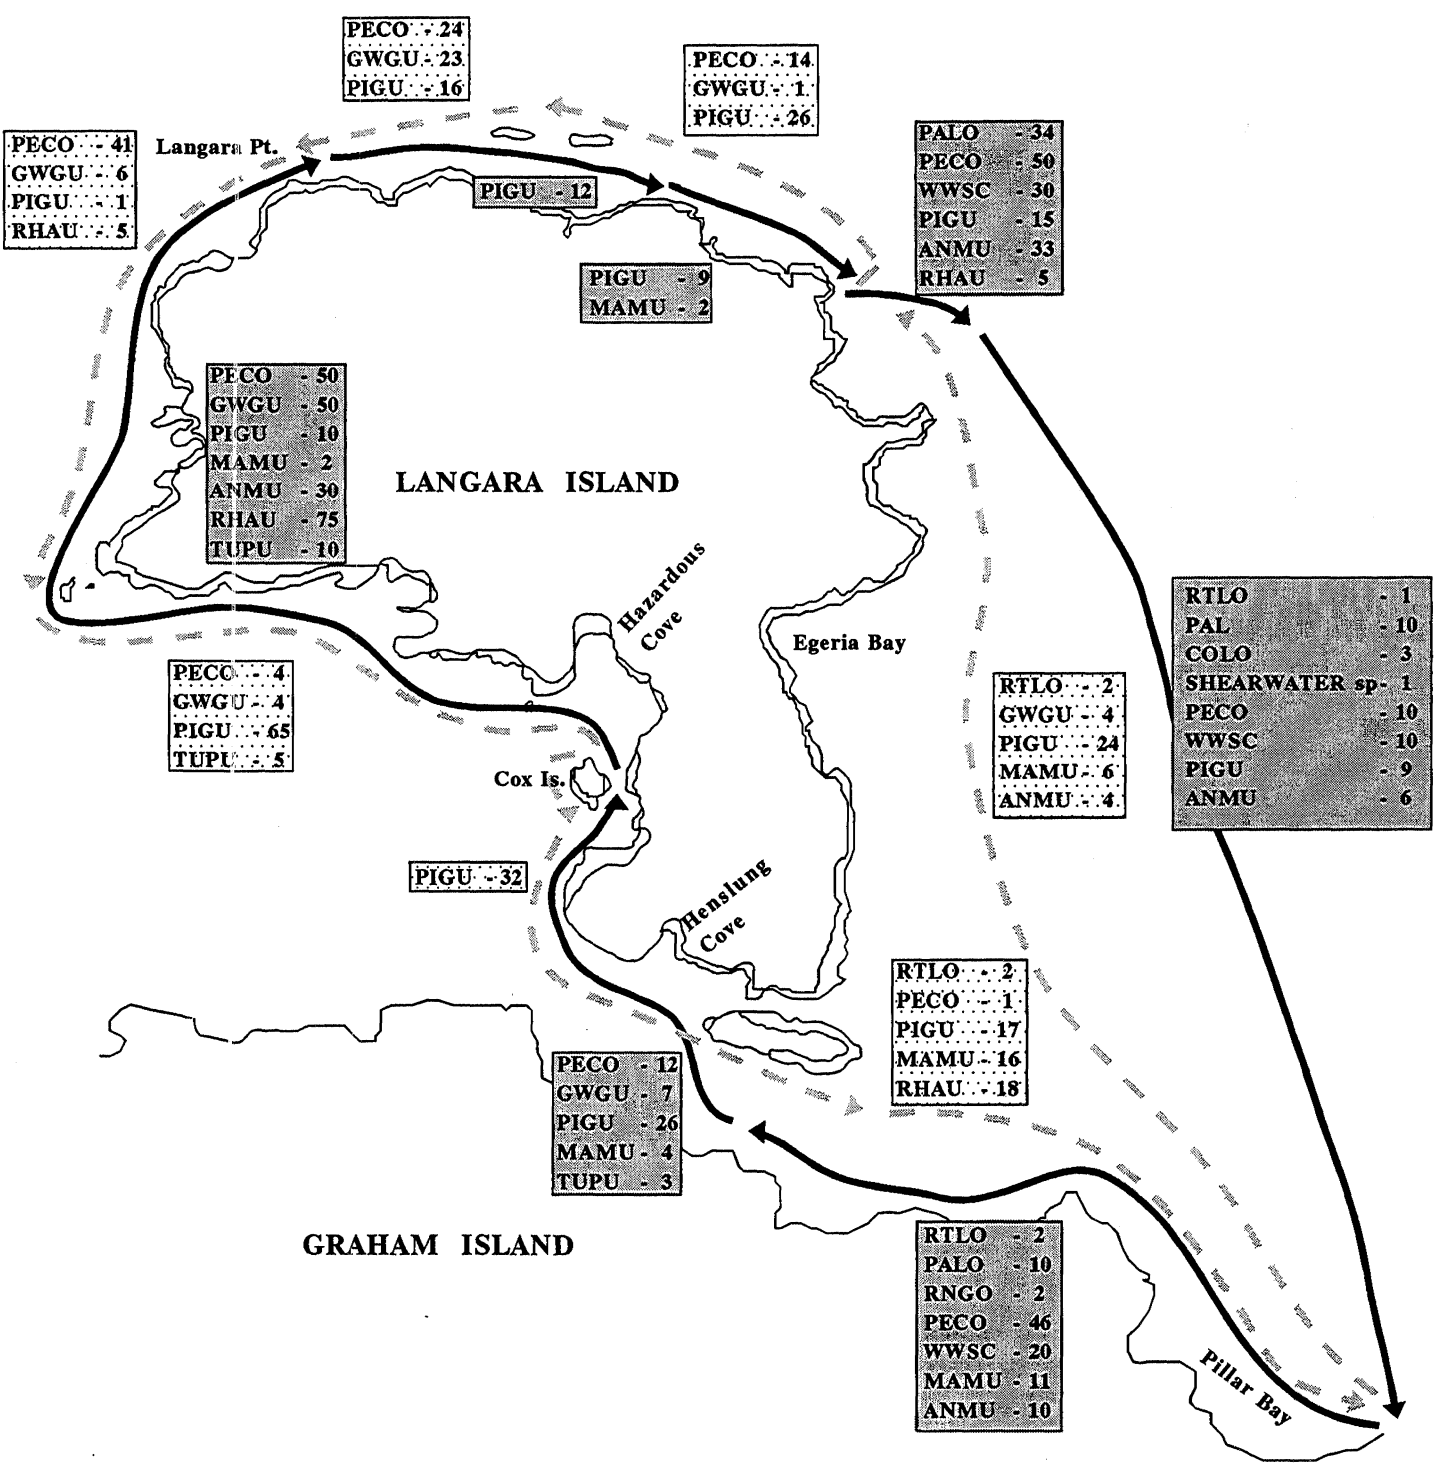 PECO - 24
GWGU - 23
PIGU - 16
PECO - 14
GWGU - 1
PIGU - 26
PECO - 41
GWGU - 6
PIGU - 1
RHAU - 5
Langara Pt.
PALO - 34
PECO - 50
WWSC - 30
PIGU - 15
ANMU - 33
RHAU - 5
PIGU - 12
PIGU - 9
MAMU - 2
PECO - 50
GWGU - 50
PIGU - 10
MAMU - 2
ANMU - 30
RHAU - 75
TUPU - 10
LANGARA ISLAND
Hazardous
Cove
Egeria Bay
RTLO - 1
PAL - 10
COLO - 3
SHEARWATER sp - 1
PECO - 10
WWSC - 10
PIGU - 9
ANMU - 6
PECO - 4
GWGU - 4
PIGU - 65
TUPU - 5
RTLO - 2
GWGU - 4
PIGU - 24
MAMU - 6
ANMU - 4
Cox Is.
PIGU - 32
Henslung
Cove
RTLO - 2
PECO - 1
PIGU - 17
MAMU - 16
RHAU - 18
PECO - 12
GWGU - 7
PIGU - 26
MAMU - 4
TUPU - 3
GRAHAM ISLAND
RTLO - 2
PALO - 10
RNGO - 2
PECO - 46
WWSC - 20
MAMU - 11
ANMU - 10
Pillar Bay